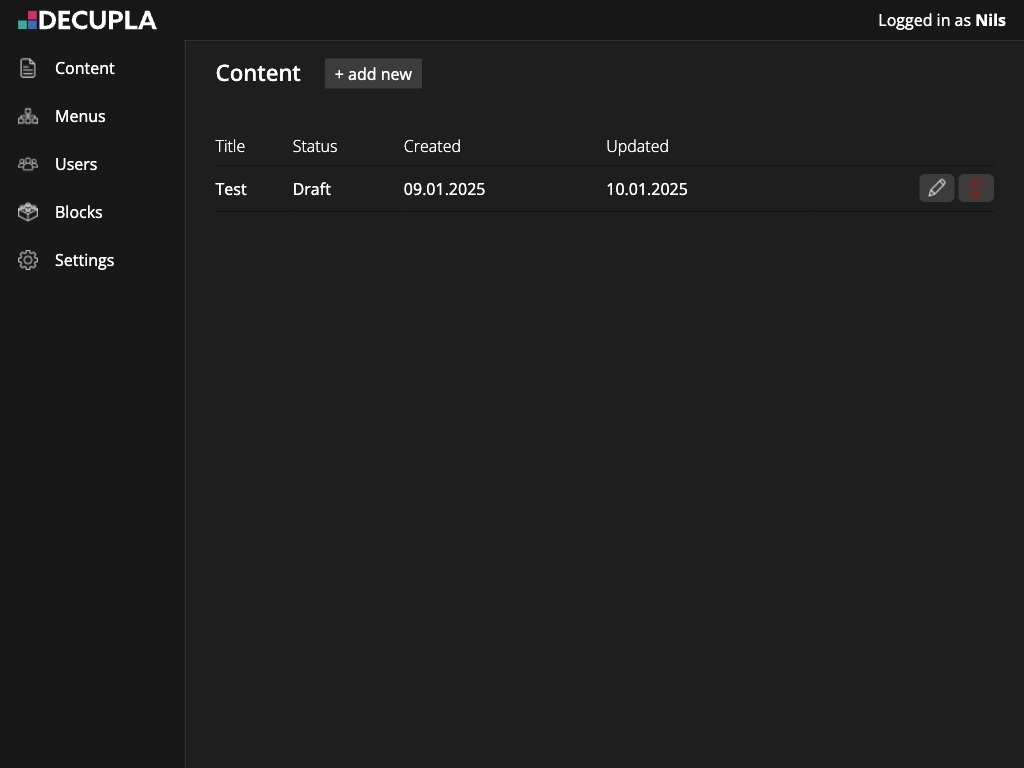 DECUPLA
Logged in as Nils
Content
Menus
Users
Blocks
Settings
Content
+ add new
Title Status Created Updated
Test Draft 09.01.2025 10.01.2025